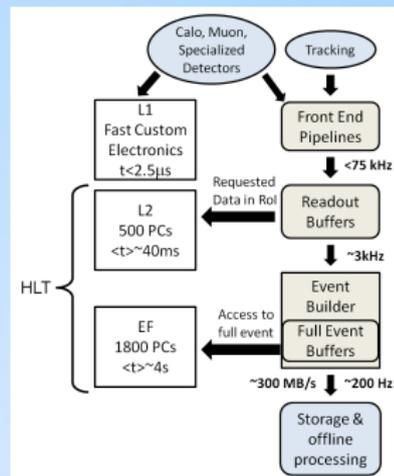 Calo, Muon,
Specialized
Detectors
Tracking
L1
Fast Custom
Electronics
t<2.5μs
Front End
Pipelines
<75 kHz
Requested
Data in RoI
Readout
Buffers
L2
500 PCs
<t>~40ms
~3kHz
HLT
Event
Builder
Full Event
Buffers
Access to
full event
EF
1800 PCs
<t>~4s
~300 MB/s
~200 Hz
Storage &
offline
processing